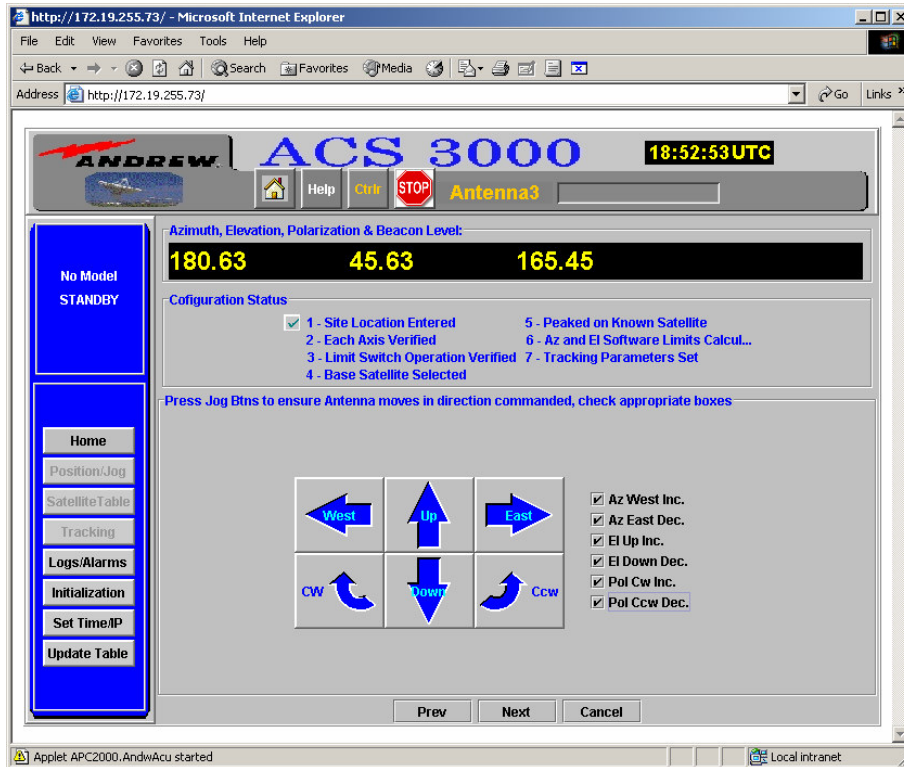 http://172.19.255.73/ - Microsoft Internet Explorer
File Edit View Favorites Tools Help
Back Search Favorites Media
Address http://172.19.255.73/ Go Links »
ANDREW. ACS 3000 18:52:53 UTC
Help Ctrlr STOP Antenna3
No Model
STANDBY
Azimuth, Elevation, Polarization & Beacon Level:
180.63 45.63 165.45
Cofiguration Status
1 - Site Location Entered 5 - Peaked on Known Satellite
2 - Each Axis Verified 6 - Az and El Software Limits Calcul...
3 - Limit Switch Operation Verified 7 - Tracking Parameters Set
4 - Base Satellite Selected
Press Jog Btns to ensure Antenna moves in direction commanded, check appropriate boxes
Home
Position/Jog
SatelliteTable
Tracking
Logs/Alarms
Initialization
Set Time/IP
Update Table
West Up East
CW Down Ccw
Az West Inc.
Az East Dec.
El Up Inc.
El Down Dec.
Pol Cw Inc.
Pol Ccw Dec.
Prev Next Cancel
Applet APC2000.AndwAcu started Local intranet